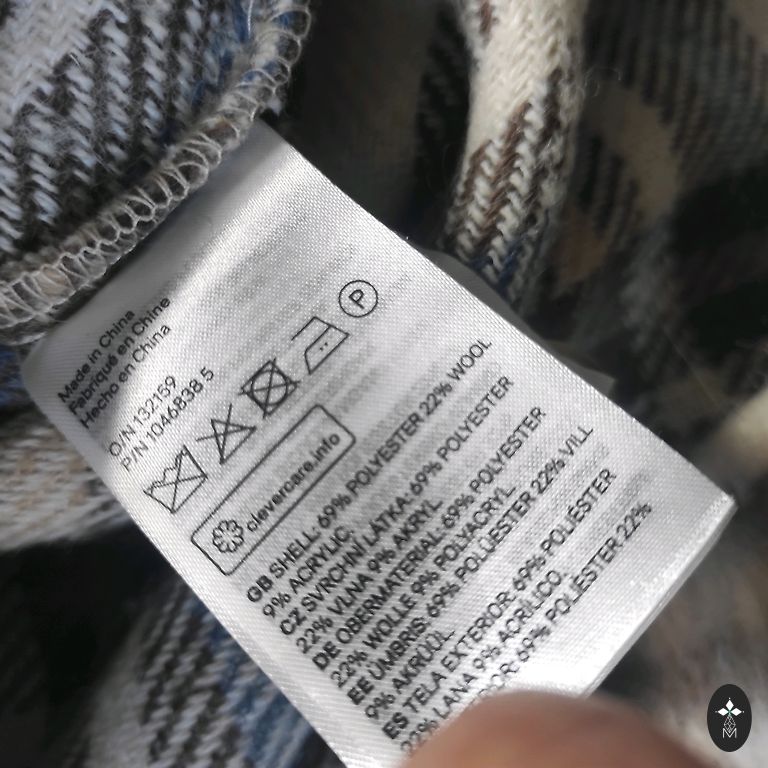 Made in China
Fabriqué en Chine
Hecho en China
O/N 132159
P/N 1046838 5
P
clevercare.info
GB SHELL: 69% POLYESTER 22% WOOL
9% ACRYLIC.
CZ SVRCHNÍ LÁTKA: 69% POLYESTER
22% VLNA 9% AKRYL
DE OBERMATERIAL: 69% POLYESTER
22% WOLLE 9% POLYACRYL
EE ÜMBRIS: 69% POLÜESTER 22% VILL
9% AKRÜÜL
ES TELA EXTERIOR: 69% POLIÉSTER
22% LANA 9% ACRÍLICO.
69% POLIÉSTER 22%
M